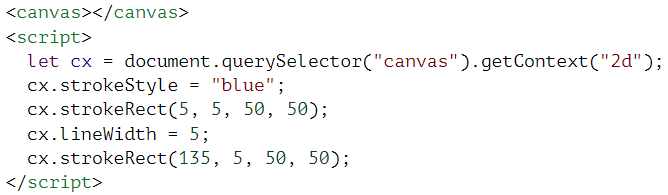 <canvas></canvas>
<script>
  let cx = document.querySelector("canvas").getContext("2d");
  cx.strokeStyle = "blue";
  cx.strokeRect(5, 5, 50, 50);
  cx.lineWidth = 5;
  cx.strokeRect(135, 5, 50, 50);
</script>